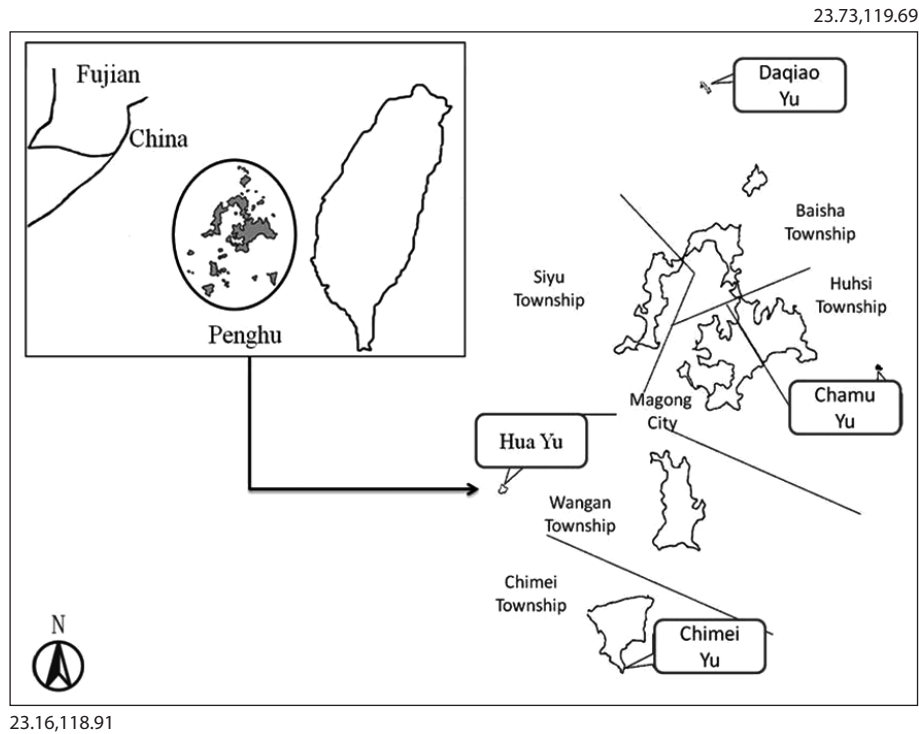 23.73,119.69
Fujian
China
Penghu
Daqiao
Yu
Baisha
Township
Siyu
Township
Huhsi
Township
Chamu
Yu
Magong
City
Hua Yu
Wangan
Township
Chimei
Township
Chimei
Yu
N
23.16,118.91